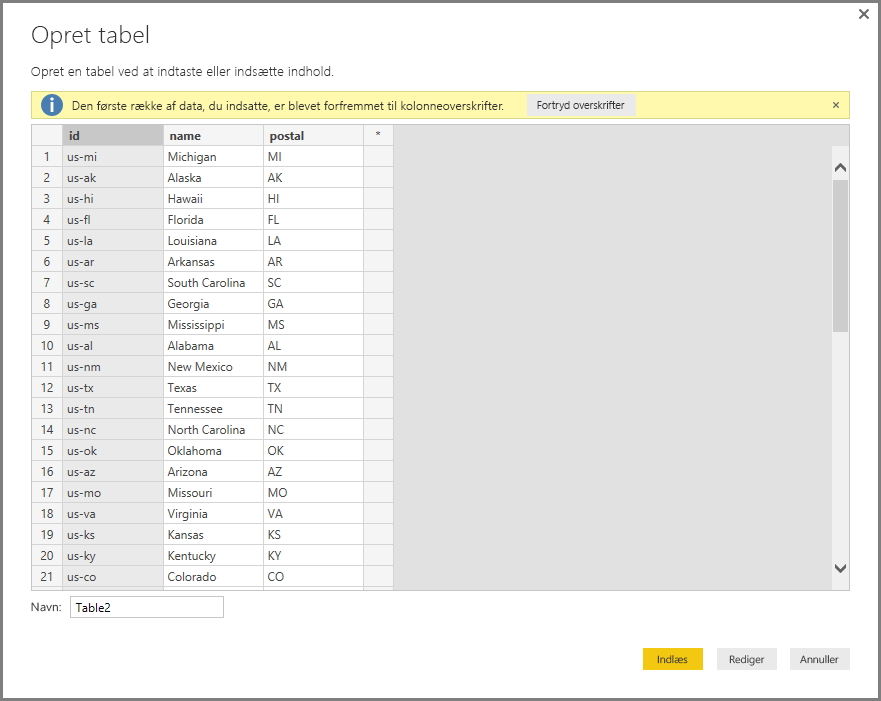 Opret tabel
Opret en tabel ved at indtaste eller indsætte indhold.
Den første række af data, du indsatte, er blevet forfremmet til kolonneoverskrifter. Fortryd overskrifter
id name postal *
1 us-mi Michigan MI
2 us-ak Alaska AK
3 us-hi Hawaii HI
4 us-fl Florida FL
5 us-la Louisiana LA
6 us-ar Arkansas AR
7 us-sc South Carolina SC
8 us-ga Georgia GA
9 us-ms Mississippi MS
10 us-al Alabama AL
11 us-nm New Mexico NM
12 us-tx Texas TX
13 us-tn Tennessee TN
14 us-nc North Carolina NC
15 us-ok Oklahoma OK
16 us-az Arizona AZ
17 us-mo Missouri MO
18 us-va Virginia VA
19 us-ks Kansas KS
20 us-ky Kentucky KY
21 us-co Colorado CO
Navn: Table2
Indlæs Rediger Annuller